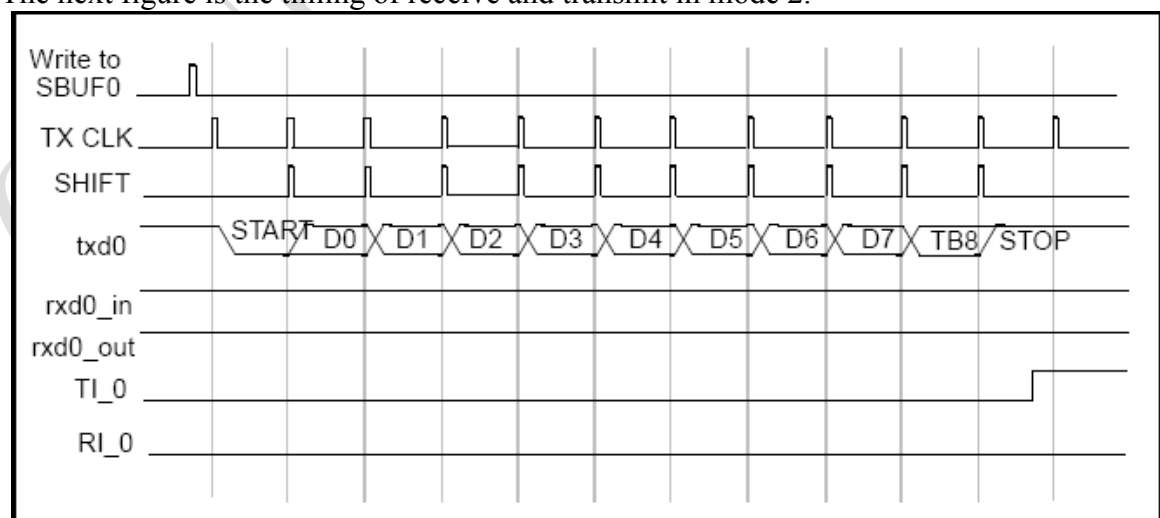 The next figure is the timing of receive and transmit in mode 2.
Write to
SBUF0
TX CLK
SHIFT
txd0 START D0 D1 D2 D3 D4 D5 D6 D7 TB8 STOP
rxd0_in
rxd0_out
TI_0
RI_0